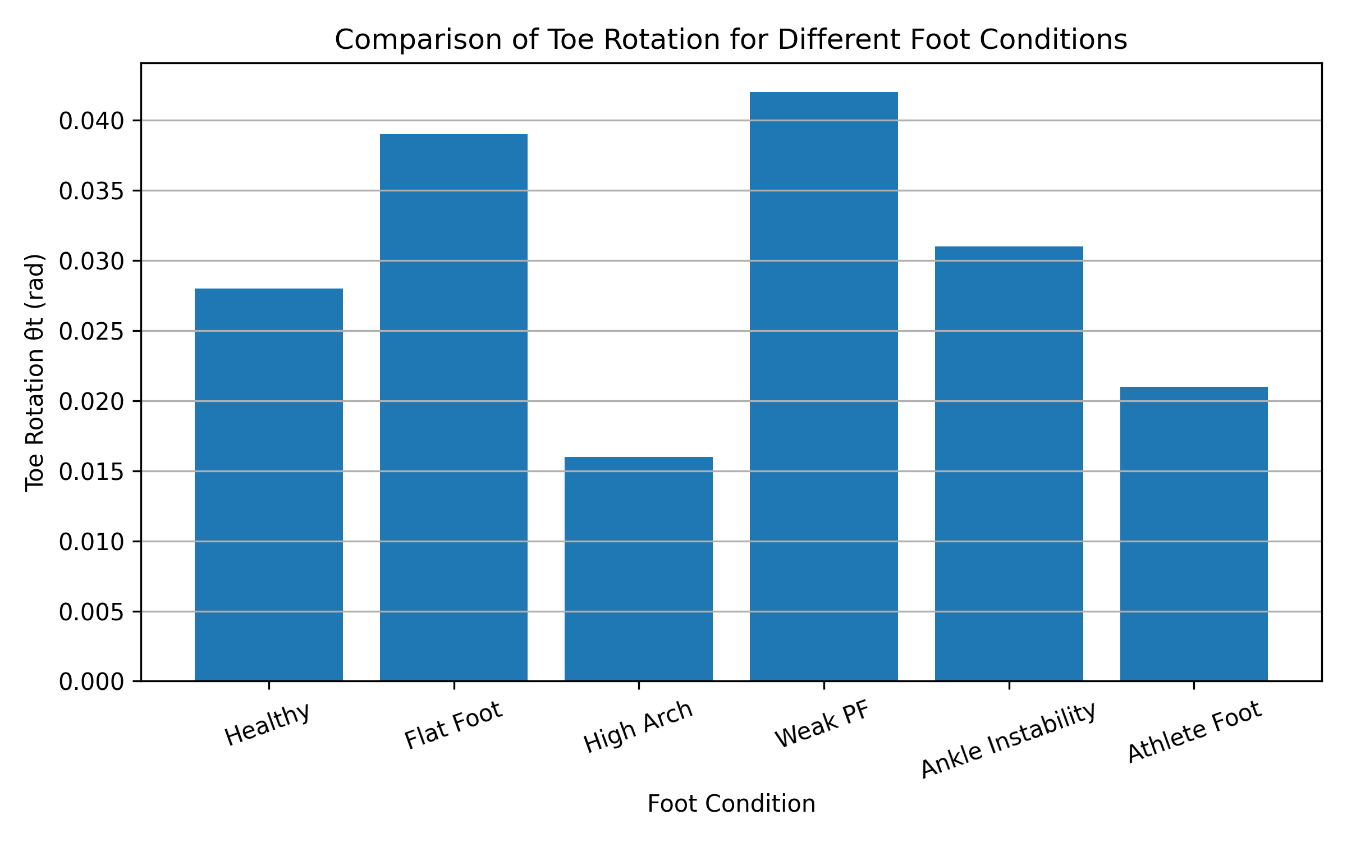 Comparison of Toe Rotation for Different Foot Conditions
Toe Rotation θt (rad)
0.040
0.035
0.030
0.025
0.020
0.015
0.010
0.005
0.000
Healthy
Flat Foot
High Arch
Weak PF
Ankle Instability
Athlete Foot
Foot Condition